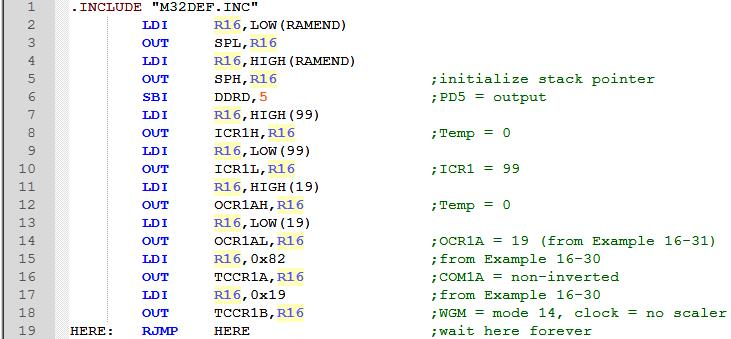 1 .INCLUDE "M32DEF.INC"
2 LDI R16,LOW(RAMEND)
3 OUT SPL,R16
4 LDI R16,HIGH(RAMEND)
5 OUT SPH,R16 ;initialize stack pointer
6 SBI DDRD,5 ;PD5 = output
7 LDI R16,HIGH(99)
8 OUT ICR1H,R16 ;Temp = 0
9 LDI R16,LOW(99)
10 OUT ICR1L,R16 ;ICR1 = 99
11 LDI R16,HIGH(19)
12 OUT OCR1AH,R16 ;Temp = 0
13 LDI R16,LOW(19)
14 OUT OCR1AL,R16 ;OCR1A = 19 (from Example 16-31)
15 LDI R16,0x82 ;from Example 16-30
16 OUT TCCR1A,R16 ;COM1A = non-inverted
17 LDI R16,0x19 ;from Example 16-30
18 OUT TCCR1B,R16 ;WGM = mode 14, clock = no scaler
19 HERE: RJMP HERE ;wait here forever